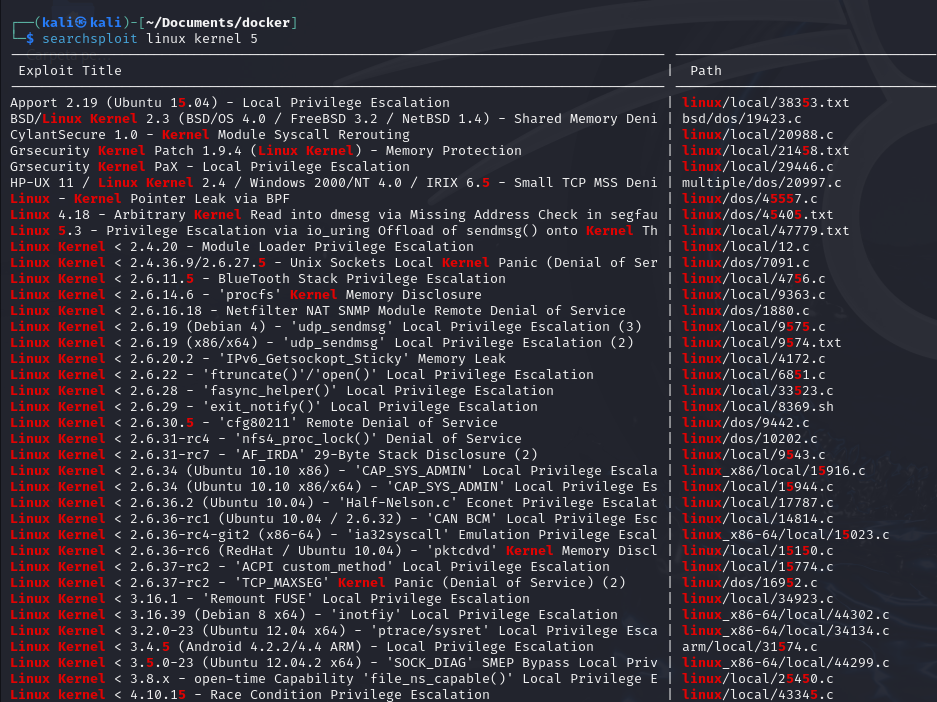 ┌──(kali㉿kali)-[~/Documents/docker]
└─$ searchsploit linux kernel 5
Exploit Title | Path
Apport 2.19 (Ubuntu 15.04) - Local Privilege Escalation | linux/local/38353.txt
BSD/Linux Kernel 2.3 (BSD/OS 4.0 / FreeBSD 3.2 / NetBSD 1.4) - Shared Memory Deni | bsd/dos/19423.c
CylantSecure 1.0 - Kernel Module Syscall Rerouting | linux/local/20988.c
Grsecurity Kernel Patch 1.9.4 (Linux Kernel) - Memory Protection | linux/local/21458.txt
Grsecurity Kernel PaX - Local Privilege Escalation | linux/local/29446.c
HP-UX 11 / Linux Kernel 2.4 / Windows 2000/NT 4.0 / IRIX 6.5 - Small TCP MSS Deni | multiple/dos/20997.c
Linux - Kernel Pointer Leak via BPF | linux/dos/45557.c
Linux 4.18 - Arbitrary Kernel Read into dmesg via Missing Address Check in segfau | linux/dos/45405.txt
Linux 5.3 - Privilege Escalation via io_uring Offload of sendmsg() onto Kernel Th | linux/local/47779.txt
Linux Kernel < 2.4.20 - Module Loader Privilege Escalation | linux/local/12.c
Linux Kernel < 2.4.36.9/2.6.27.5 - Unix Sockets Local Kernel Panic (Denial of Ser | linux/dos/7091.c
Linux Kernel < 2.6.11.5 - BlueTooth Stack Privilege Escalation | linux/local/4756.c
Linux Kernel < 2.6.14.6 - 'procfs' Kernel Memory Disclosure | linux/local/9363.c
Linux Kernel < 2.6.16.18 - Netfilter NAT SNMP Module Remote Denial of Service | linux/dos/1880.c
Linux Kernel < 2.6.19 (Debian 4) - 'udp_sendmsg' Local Privilege Escalation (3) | linux/local/9575.c
Linux Kernel < 2.6.19 (x86/x64) - 'udp_sendmsg' Local Privilege Escalation (2) | linux/local/9574.txt
Linux Kernel < 2.6.20.2 - 'IPv6_Getsockopt_Sticky' Memory Leak | linux/local/4172.c
Linux Kernel < 2.6.22 - 'ftruncate()'/'open()' Local Privilege Escalation | linux/local/6851.c
Linux Kernel < 2.6.28 - 'fasync_helper()' Local Privilege Escalation | linux/local/33523.c
Linux Kernel < 2.6.29 - 'exit_notify()' Local Privilege Escalation | linux/local/8369.sh
Linux Kernel < 2.6.30.5 - 'cfg80211' Remote Denial of Service | linux/dos/9442.c
Linux Kernel < 2.6.31-rc4 - 'nfs4_proc_lock()' Denial of Service | linux/dos/10202.c
Linux Kernel < 2.6.31-rc7 - 'AF_IRDA' 29-Byte Stack Disclosure (2) | linux/local/9543.c
Linux Kernel < 2.6.34 (Ubuntu 10.10 x86) - 'CAP_SYS_ADMIN' Local Privilege Escala | linux_x86/local/15916.c
Linux Kernel < 2.6.34 (Ubuntu 10.10 x86/x64) - 'CAP_SYS_ADMIN' Local Privilege Es | linux/local/15944.c
Linux Kernel < 2.6.36.2 (Ubuntu 10.04) - 'Half-Nelson.c' Econet Privilege Escalat | linux/local/17787.c
Linux Kernel < 2.6.36-rc1 (Ubuntu 10.04 / 2.6.32) - 'CAN BCM' Local Privilege Esc | linux/local/14814.c
Linux Kernel < 2.6.36-rc4-git2 (x86-64) - 'ia32syscall' Emulation Privilege Escal | linux_x86-64/local/15023.c
Linux Kernel < 2.6.36-rc6 (RedHat / Ubuntu 10.04) - 'pktcdvd' Kernel Memory Discl | linux/local/15150.c
Linux Kernel < 2.6.37-rc2 - 'ACPI custom_method' Local Privilege Escalation | linux/local/15774.c
Linux Kernel < 2.6.37-rc2 - 'TCP_MAXSEG' Kernel Panic (Denial of Service) (2) | linux/dos/16952.c
Linux Kernel < 3.16.1 - 'Remount FUSE' Local Privilege Escalation | linux/local/34923.c
Linux Kernel < 3.16.39 (Debian 8 x64) - 'inotfiy' Local Privilege Escalation | linux_x86-64/local/44302.c
Linux Kernel < 3.2.0-23 (Ubuntu 12.04 x64) - 'ptrace/sysret' Local Privilege Esca | linux_x86-64/local/34134.c
Linux Kernel < 3.4.5 (Android 4.2.2/4.4 ARM) - Local Privilege Escalation | arm/local/31574.c
Linux Kernel < 3.5.0-23 (Ubuntu 12.04.2 x64) - 'SOCK_DIAG' SMEP Bypass Local Priv | linux_x86-64/local/44299.c
Linux Kernel < 3.8.x - open-time Capability 'file_ns_capable()' Local Privilege E | linux/local/25450.c
Linux kernel < 4.10.15 - Race Condition Privilege Escalation | linux/local/43345.c